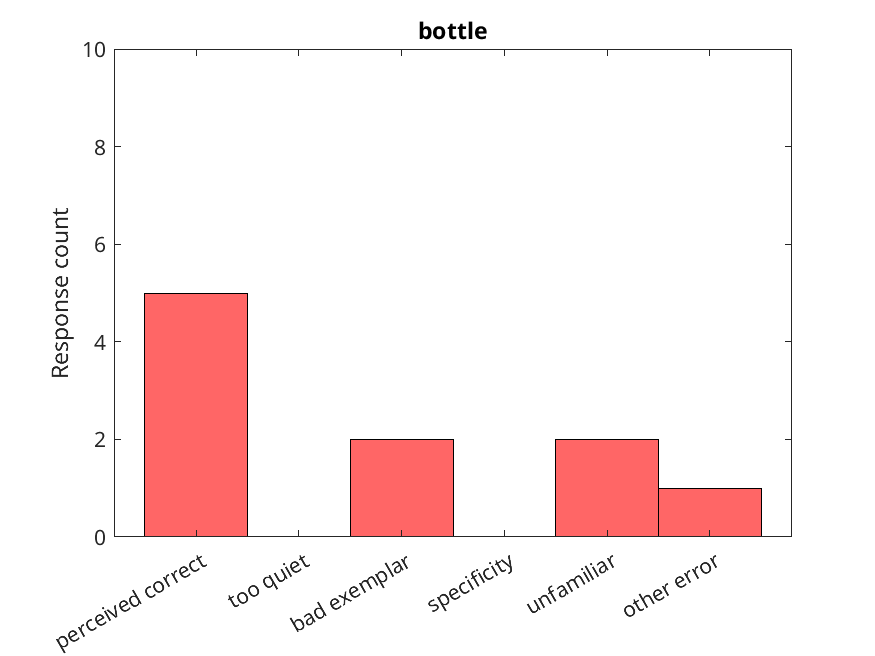 bottle
10
8
6
4
2
0
Response count
perceived correct
too quiet
bad exemplar
specificity
unfamiliar
other error